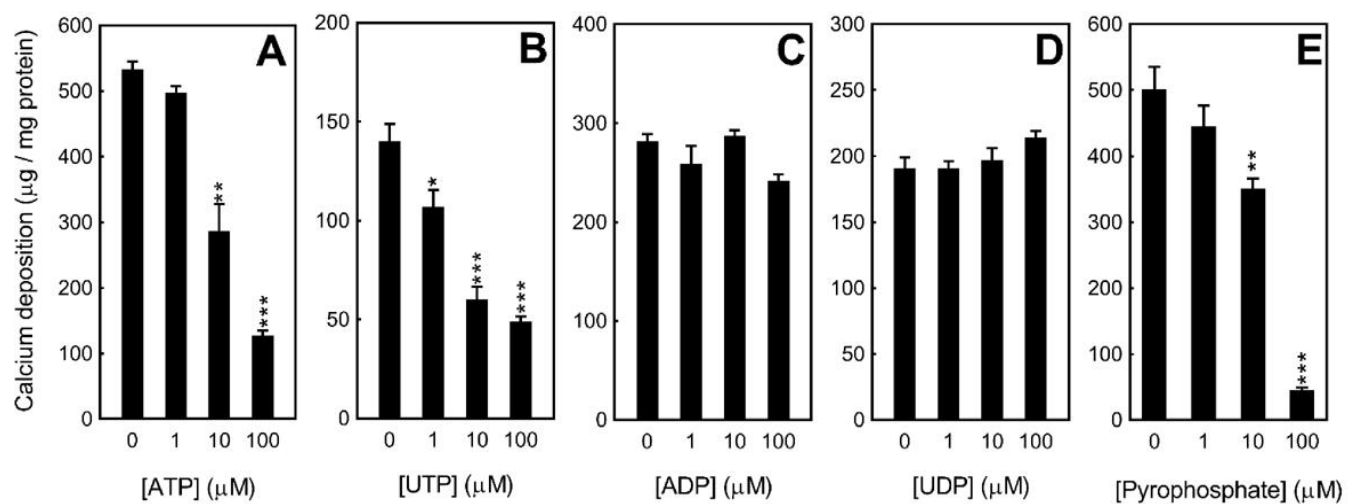 Calcium deposition (μg / mg protein)
A
600
500
400
300
200
100
0
**
***
0 1 10 100
[ATP] (μM)
B
200
150
100
50
0
*
***
***
0 1 10 100
[UTP] (μM)
C
400
300
200
100
0
0 1 10 100
[ADP] (μM)
D
300
250
200
150
100
50
0
0 1 10 100
[UDP] (μM)
E
600
500
400
300
200
100
0
**
***
0 1 10 100
[Pyrophosphate] (μM)